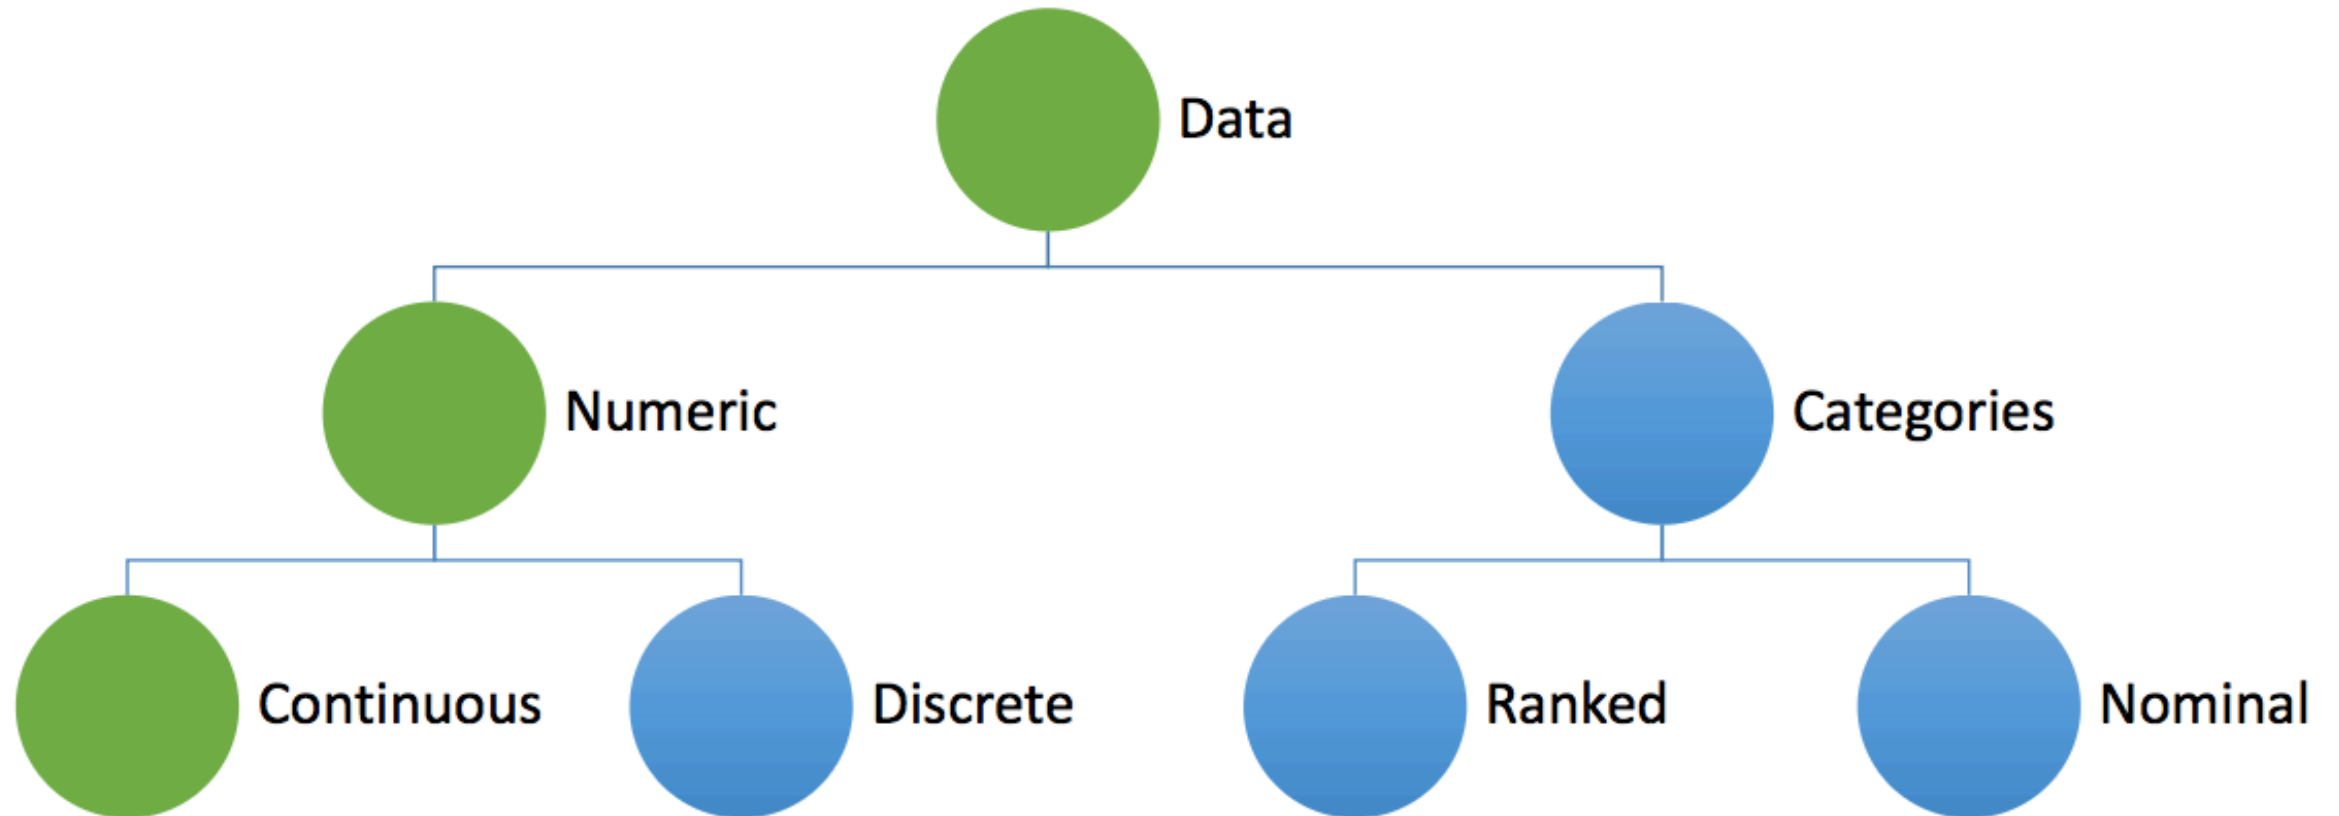 Data
Numeric
Categories
Continuous
Discrete
Ranked
Nominal